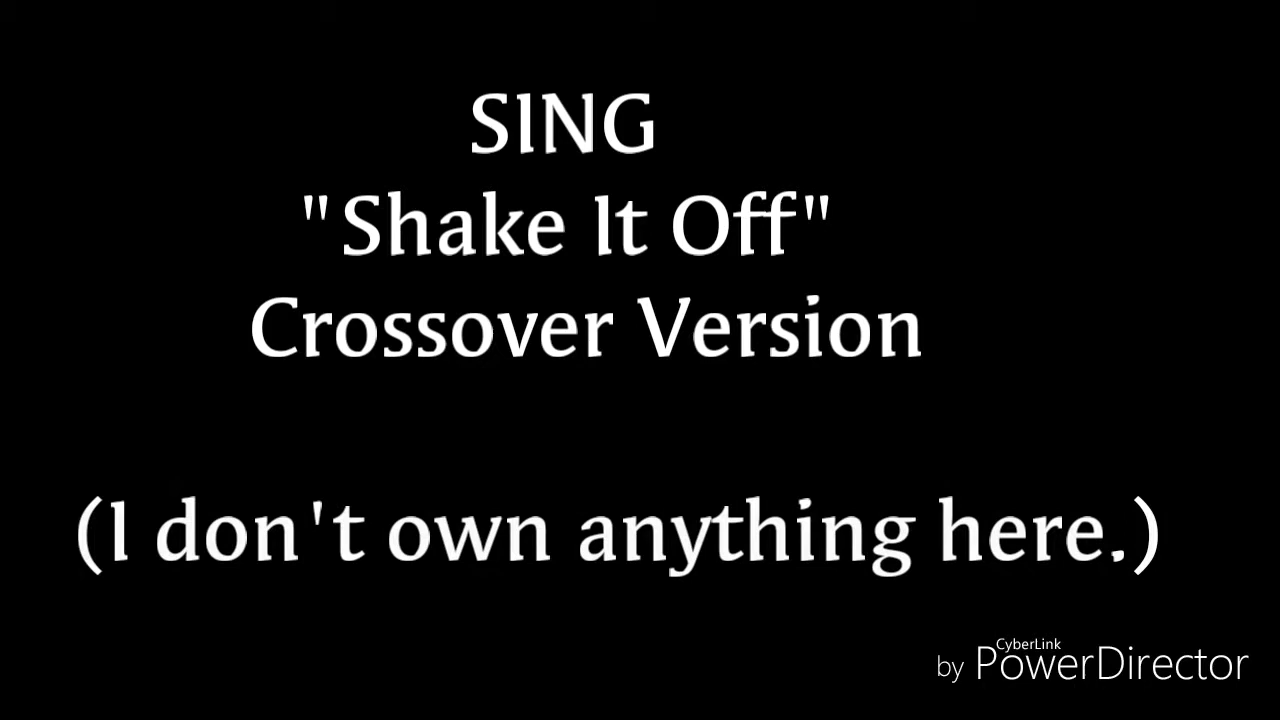 SING
"Shake It Off"
Crossover Version
(I don't own anything here.)
CyberLink
by PowerDirector